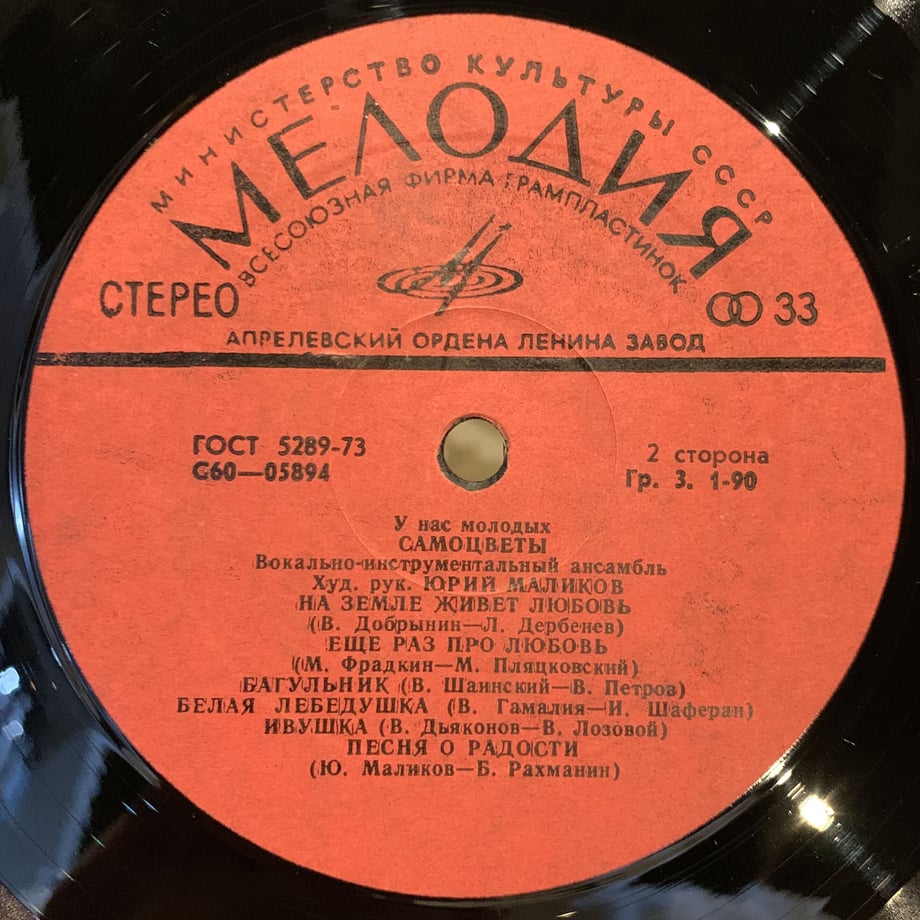 МИНИСТЕРСТВО КУЛЬТУРЫ СССР
МЕЛОДИЯ
ВСЕСОЮЗНАЯ ФИРМА ГРАМПЛАСТИНОК
СТЕРЕО
33
АПРЕЛЕВСКИЙ ОРДЕНА ЛЕНИНА ЗАВОД
ГОСТ 5289-73
С60—05894
2 сторона
Гр. 3. 1-90
У нас молодых
САМОЦВЕТЫ
Вокально-инструментальный ансамбль
Худ. рук. ЮРИЙ МАЛИКОВ
НА ЗЕМЛЕ ЖИВЕТ ЛЮБОВЬ
(В. Добрынин—Л. Дербенев)
ЕЩЕ РАЗ ПРО ЛЮБОВЬ
(М. Фрадкин—М. Пляцковский)
БАГУЛЬНИК (В. Шаинский—В. Петров)
БЕЛАЯ ЛЕБЕДУШКА (В. Гамалия—И. Шаферан)
ИВУШКА (В. Дьяконов—В. Лозовой)
ПЕСНЯ О РАДОСТИ
(Ю. Маликов—Б. Рахманин)